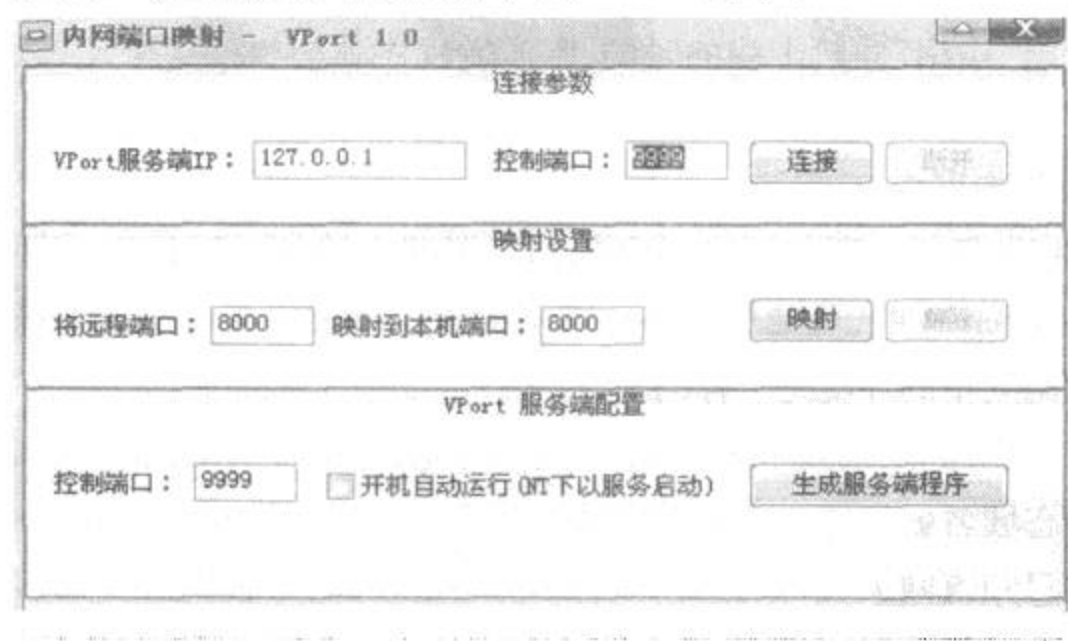 内网端口映射 - VPort 1.0
连接参数
VPort服务端IP： 127.0.0.1 控制端口： 连接 断开
映射设置
将远程端口： 8000 映射到本机端口： 8000 映射
VPort 服务端配置
控制端口： 9999 开机自动运行(NT下以服务启动) 生成服务端程序